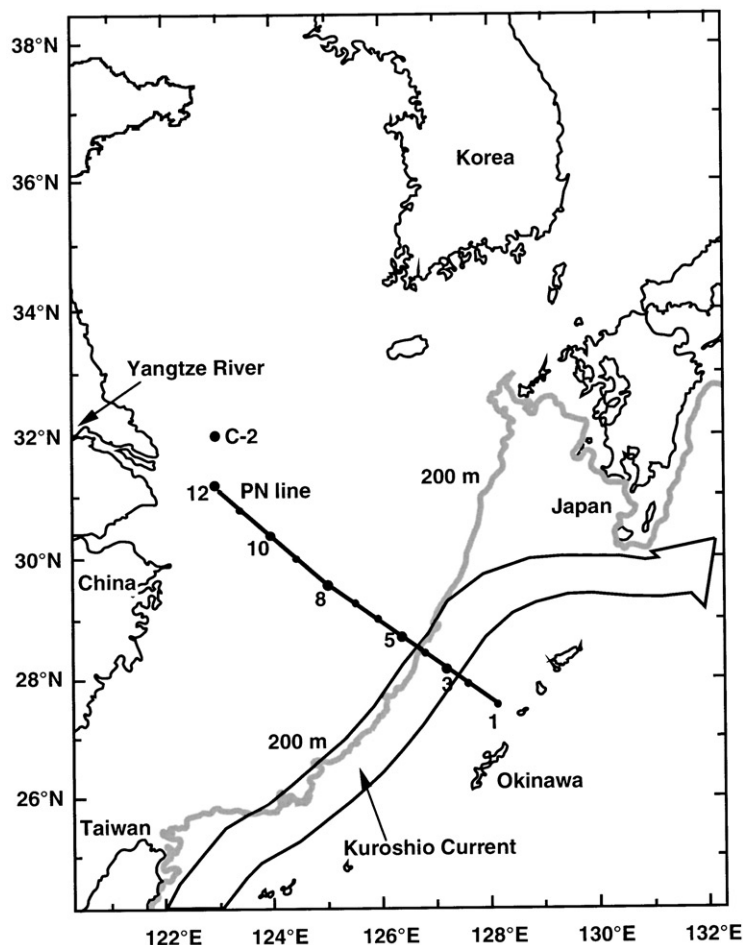 38°N
36°N
Korea
34°N
Yangtze River
32°N
C-2
200 m
12
PN line
Japan
10
30°N
China
8
5
3
28°N
1
200 m
Okinawa
26°N
Taiwan
Kuroshio Current
122°E
124°E
126°E
128°E
130°E
132°E